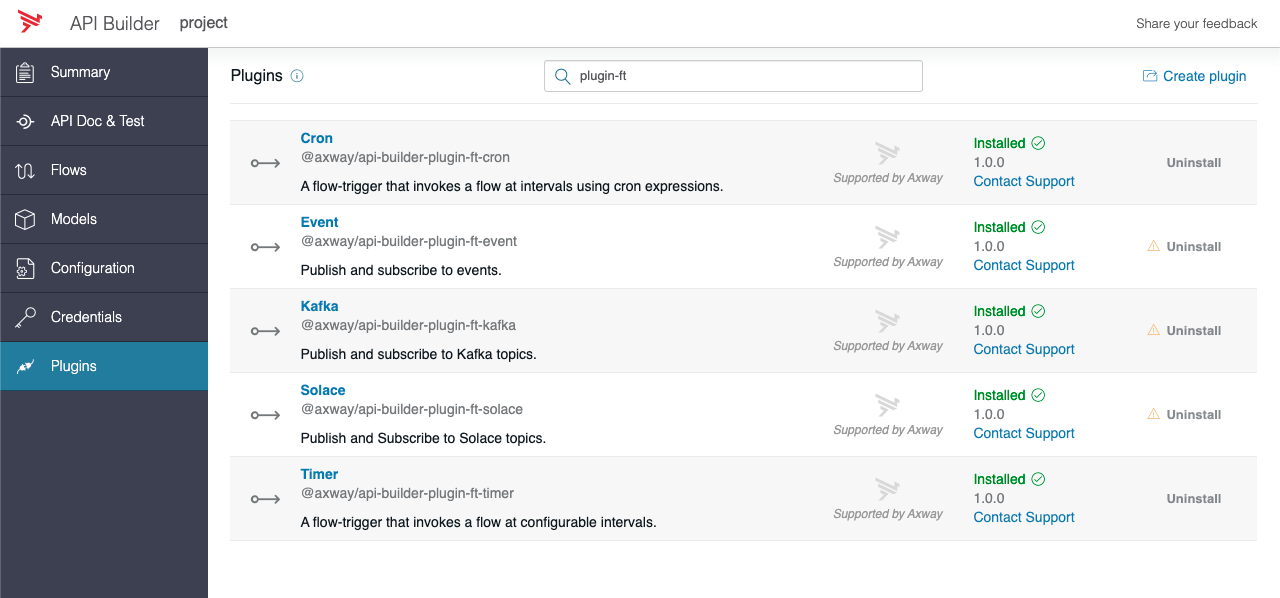 API Builder project Share your feedback
Summary
API Doc & Test
Flows
Models
Configuration
Credentials
Plugins
Plugins plugin-ft Create plugin
Cron
@axway/api-builder-plugin-ft-cron
A flow-trigger that invokes a flow at intervals using cron expressions.
Supported by Axway
Installed
1.0.0
Contact Support
Uninstall
Event
@axway/api-builder-plugin-ft-event
Publish and subscribe to events.
Supported by Axway
Installed
1.0.0
Contact Support
Uninstall
Kafka
@axway/api-builder-plugin-ft-kafka
Publish and subscribe to Kafka topics.
Supported by Axway
Installed
1.0.0
Contact Support
Uninstall
Solace
@axway/api-builder-plugin-ft-solace
Publish and Subscribe to Solace topics.
Supported by Axway
Installed
1.0.0
Contact Support
Uninstall
Timer
@axway/api-builder-plugin-ft-timer
A flow-trigger that invokes a flow at configurable intervals.
Supported by Axway
Installed
1.0.0
Contact Support
Uninstall